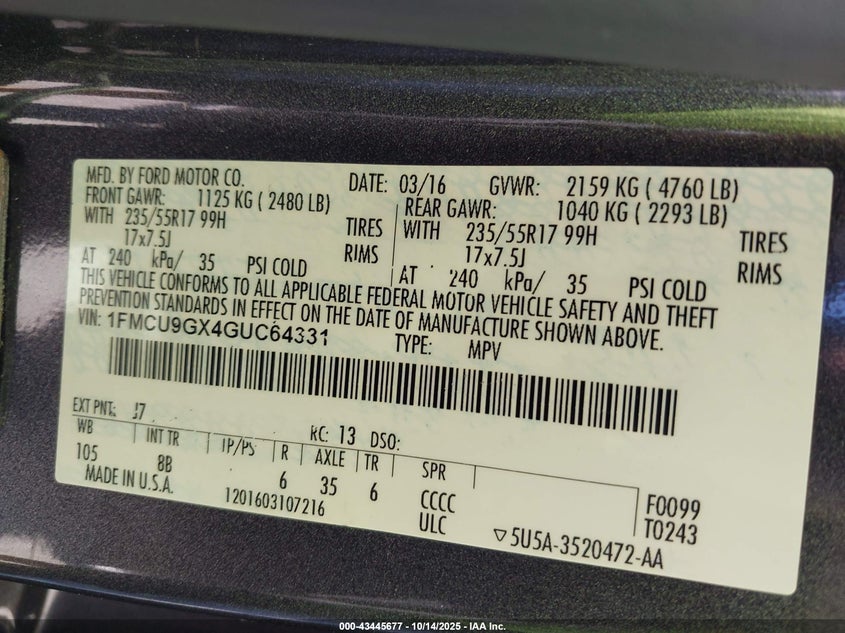 MFD. BY FORD MOTOR CO. DATE: 03/16 GVWR: 2159 KG ( 4760 LB)
FRONT GAWR: 1125 KG ( 2480 LB) REAR GAWR: 1040 KG ( 2293 LB)
WITH 235/55R17 99H TIRES WITH 235/55R17 99H TIRES
17x7.5J RIMS 17x7.5J RIMS
AT 240 kPa/ 35 PSI COLD AT 240 kPa/ 35 PSI COLD
THIS VEHICLE CONFORMS TO ALL APPLICABLE FEDERAL MOTOR VEHICLE SAFETY AND THEFT
PREVENTION STANDARDS IN EFFECT ON THE DATE OF MANUFACTURE SHOWN ABOVE.
VIN: 1FMCU9GX4GUC64331 TYPE: MPV
EXT PNT: J7 RC: 13 DSO:
WB INT TR TP/PS R AXLE TR SPR
105 8B 6 35 6 CCCC F0099
MADE IN U.S.A. 1201603107216 ULC T0243
▽5U5A-3520472-AA
000-43445677 - 10/14/2025 - IAA Inc.